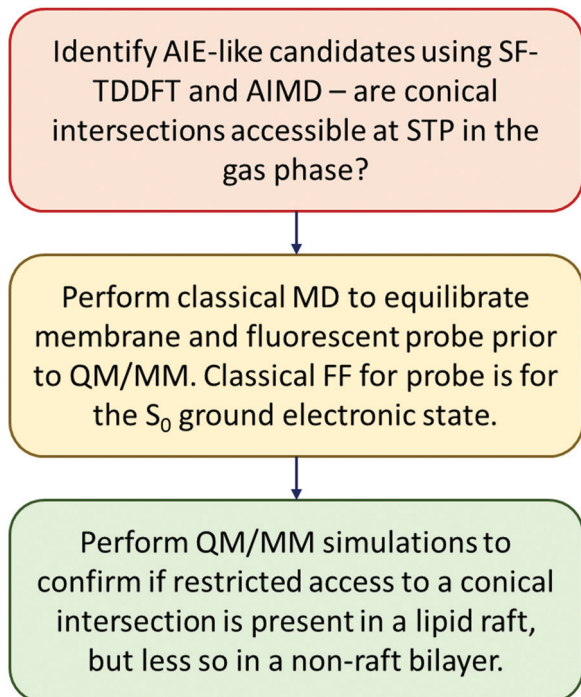 Identify AIE-like candidates using SF-
TDDFT and AIMD – are conical
intersections accessible at STP in the
gas phase?
Perform classical MD to equilibrate
membrane and fluorescent probe prior
to QM/MM. Classical FF for probe is for
the S₀ ground electronic state.
Perform QM/MM simulations to
confirm if restricted access to a conical
intersection is present in a lipid raft,
but less so in a non-raft bilayer.